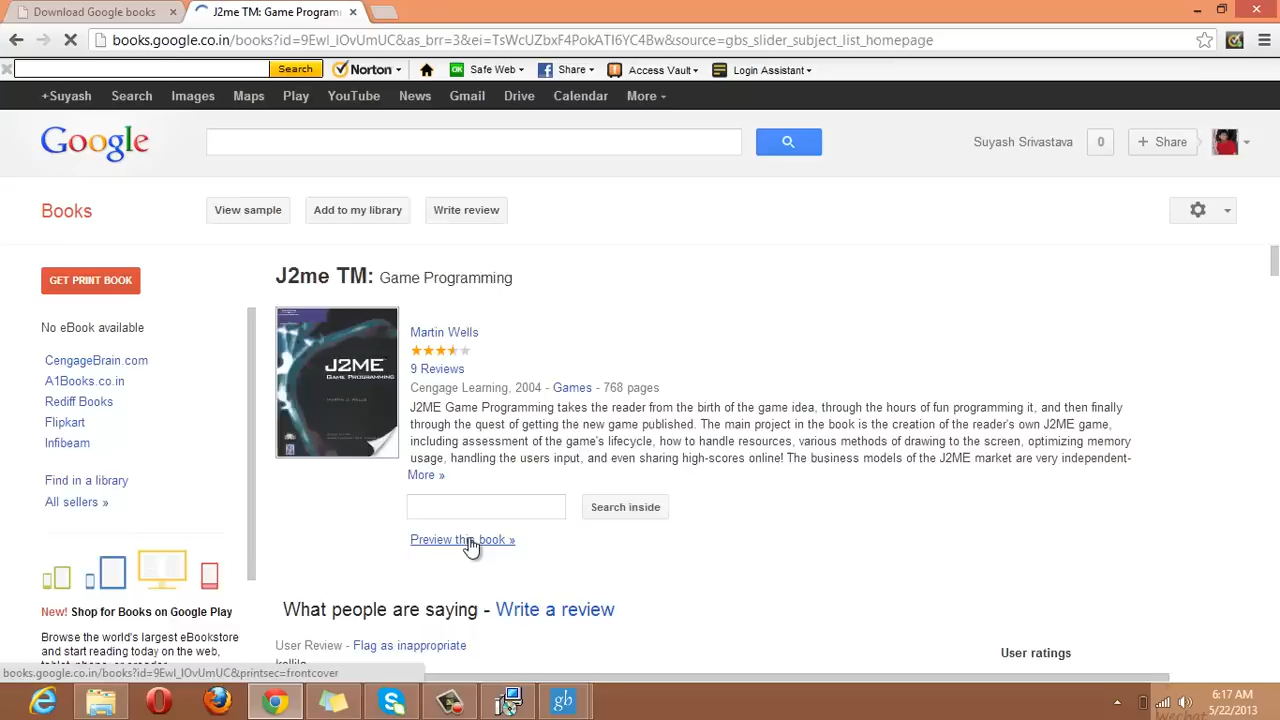 Download Google books
J2me TM: Game Program
books.google.co.in/books?id=9EwI_IOvUmUC&as_brr=3&ei=TsWcUZbxF4PokATI6YC4Bw&source=gbs_slider_subject_list_homepage
Search Norton Safe Web Share Access Vault Login Assistant
+Suyash Search Images Maps Play YouTube News Gmail Drive Calendar More
Google Suyash Srivastava 0 + Share
Books View sample Add to my library Write review
GET PRINT BOOK
No eBook available
CengageBrain.com
A1Books.co.in
Rediff Books
Flipkart
Infibeam
Find in a library
All sellers »
New! Shop for Books on Google Play
Browse the world's largest eBookstore
and start reading today on the web,
J2me TM: Game Programming
J2ME
GAME PROGRAMMING
Martin Wells
9 Reviews
Cengage Learning, 2004 - Games - 768 pages
J2ME Game Programming takes the reader from the birth of the game idea, through the hours of fun programming it, and then finally
through the quest of getting the new game published. The main project in the book is the creation of the reader's own J2ME game,
including assessment of the game's lifecycle, how to handle resources, various methods of drawing to the screen, optimizing memory
usage, handling the users input, and even sharing high-scores online! The business models of the J2ME market are very independent-
More »
Search inside
Preview this book »
What people are saying - Write a review
User Review - Flag as inappropriate
User ratings
books.google.co.in/books?id=9EwI_IOvUmUC&printsec=frontcover
gb
6:17 AM
5/22/2013